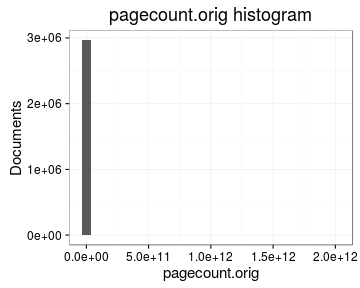 pagecount.orig histogram
3e+06
2e+06
1e+06
0e+00
Documents
0.0e+00 5.0e+11 1.0e+12 1.5e+12 2.0e+12
pagecount.orig